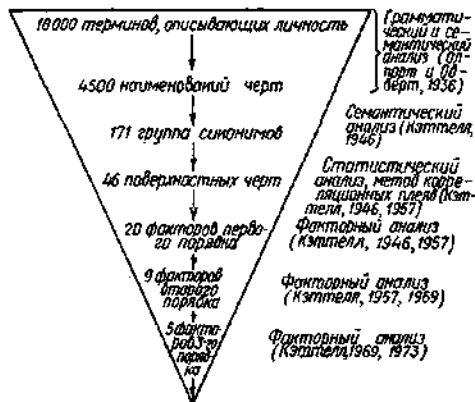 18000 терминов, описывающих личность
4500 наименований черт
171 группа синонимов
46 поверхностных черт
20 факторов перво-
го порядка
9 факторов
второго
порядка
5 факто-
ров 3-го
поряд-
ка
Граммати-
ческий и се-
мантический
анализ (Ол-
порт и Од-
берт, 1936)
Семантический
анализ (Кэттелл,
1946)
Статистический
анализ, метод корре-
ляционных плеяд (Кэт-
телл, 1946, 1957)
Факторный анализ
(Кэттелл, 1946, 1957)
Факторный анализ
(Кэттелл, 1957, 1969)
Факторный анализ
(Кэттелл, 1969, 1973)